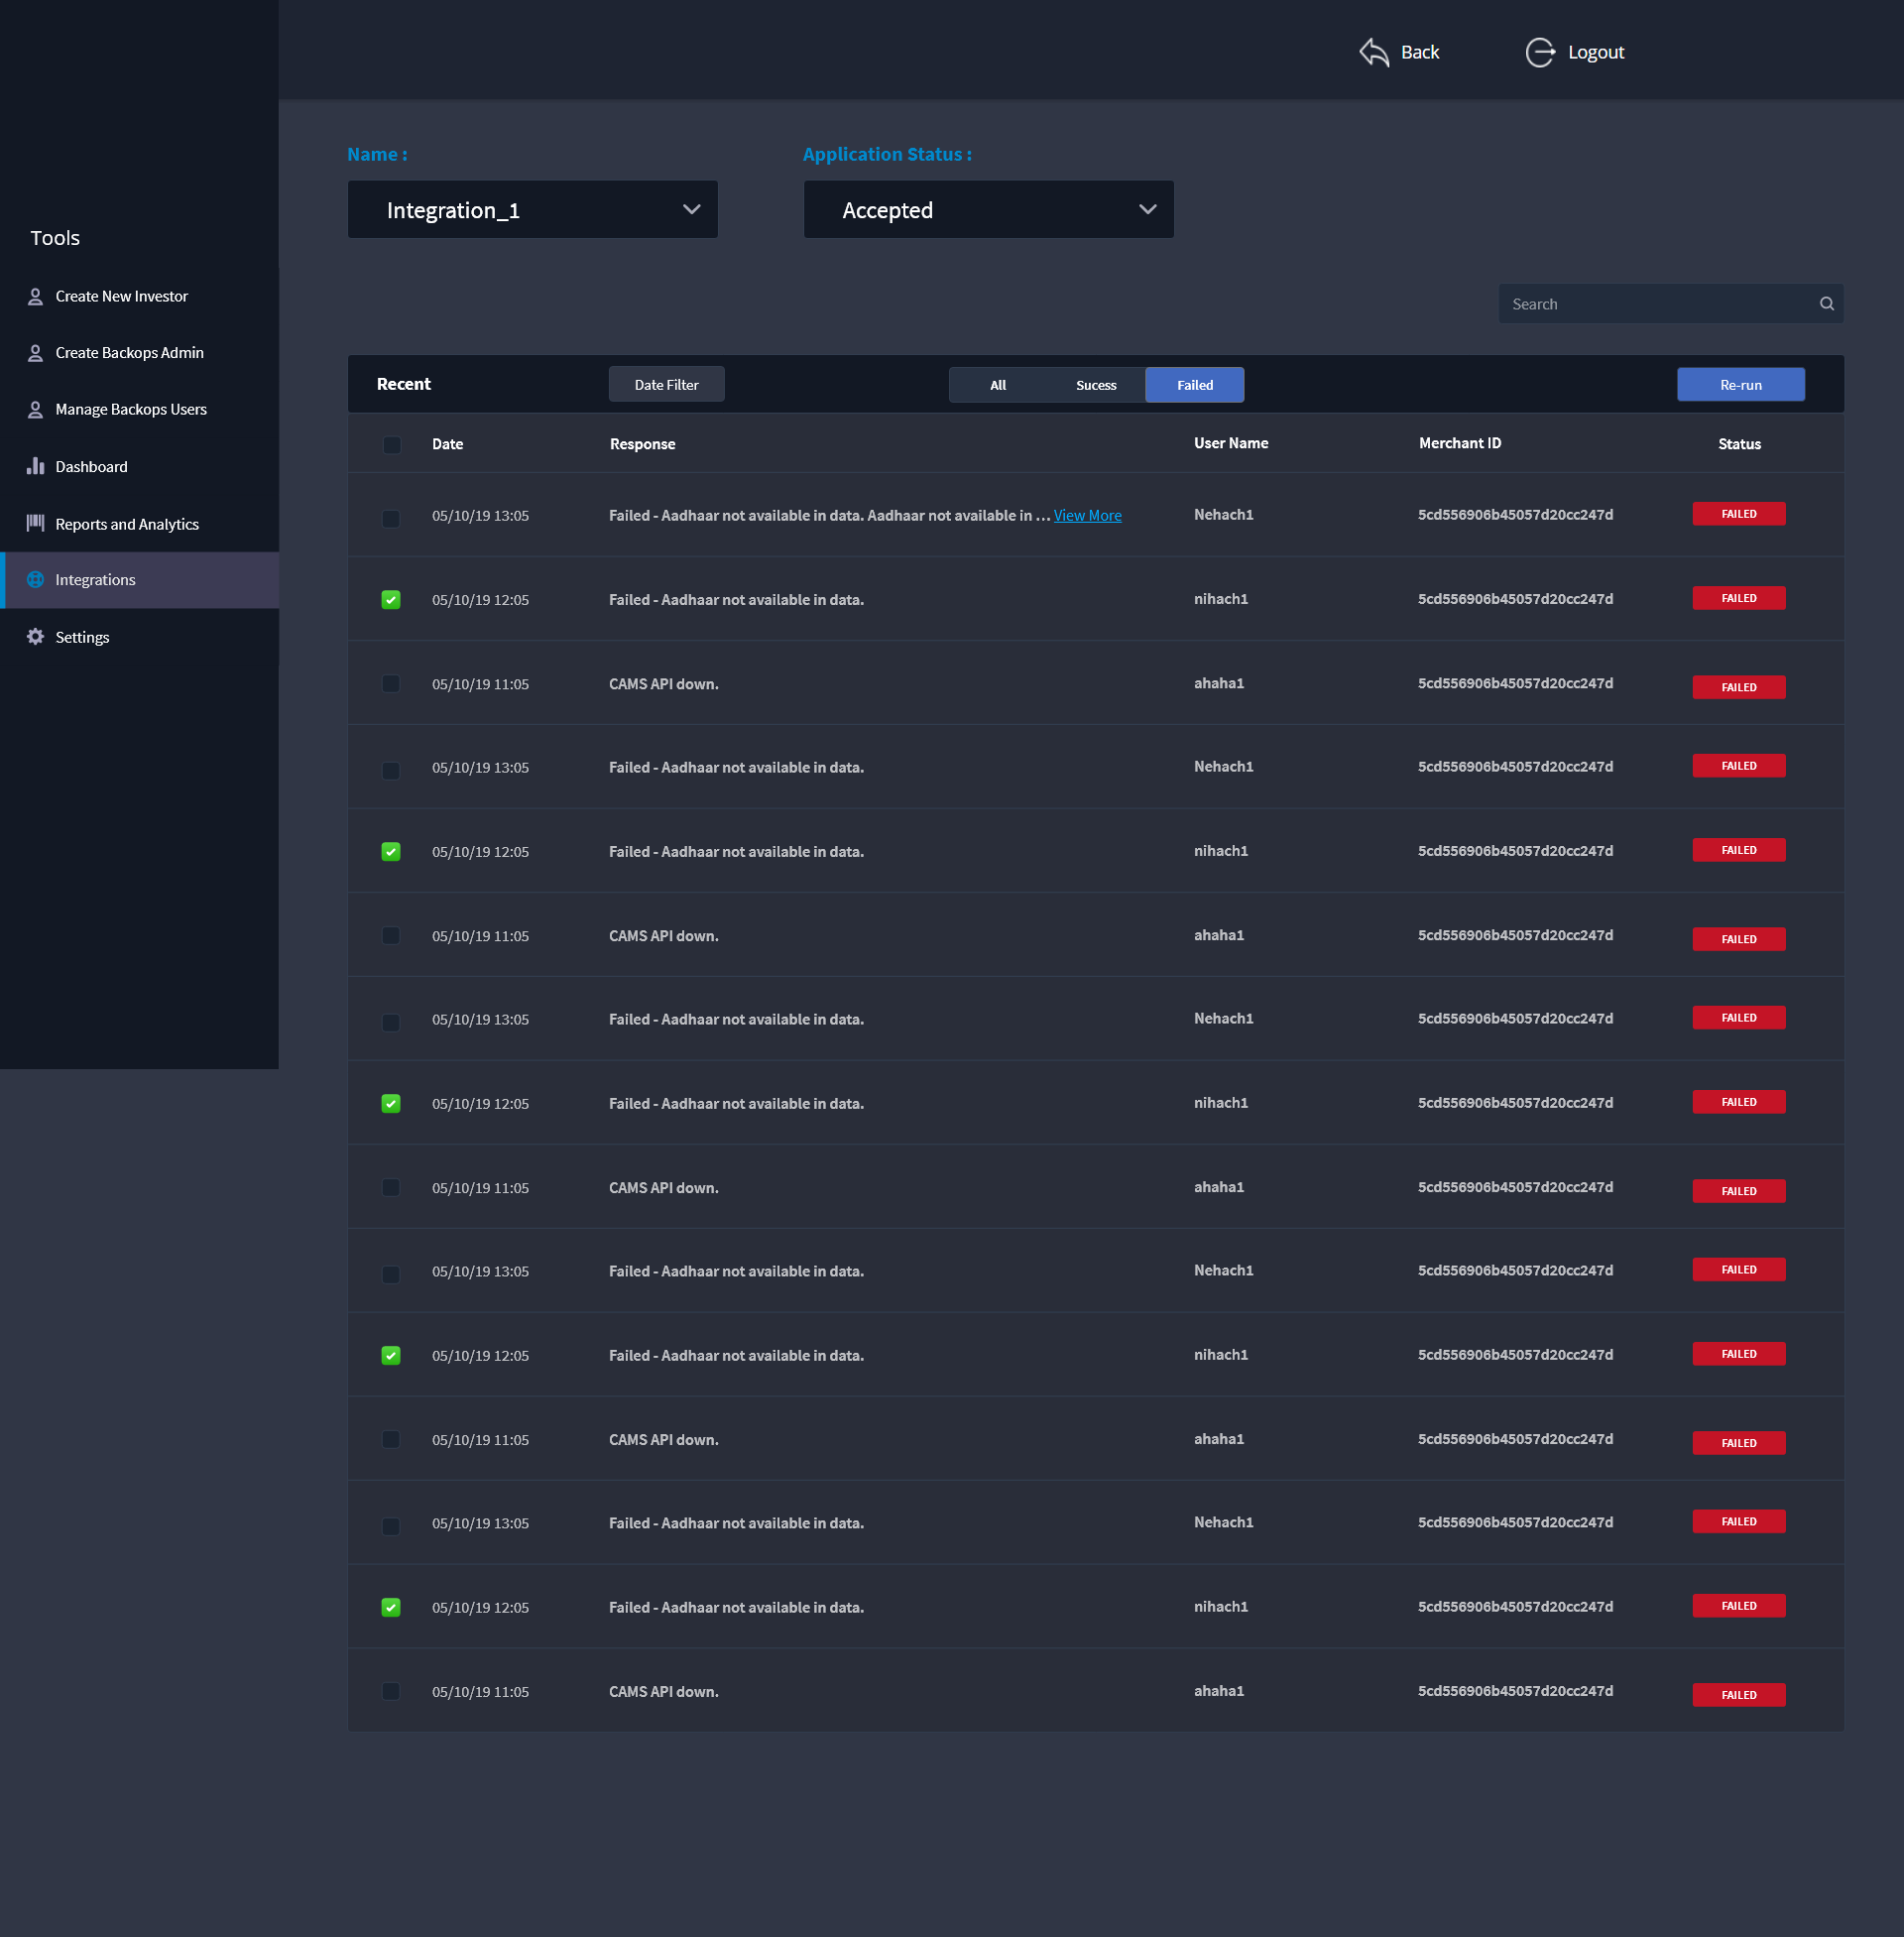 Back Logout
Name : Application Status :
Integration_1 Accepted
Tools
Create New Investor
Create Backops Admin
Manage Backops Users
Dashboard
Reports and Analytics
Integrations
Settings
Search
Recent Date Filter All Sucess Failed Re-run
Date Response User Name Merchant ID Status
05/10/19 13:05 Failed - Aadhaar not available in data. Aadhaar not available in ... View More Nehach1 5cd556906b45057d20cc247d FAILED
05/10/19 12:05 Failed - Aadhaar not available in data. nihach1 5cd556906b45057d20cc247d FAILED
05/10/19 11:05 CAMS API down. ahaha1 5cd556906b45057d20cc247d FAILED
05/10/19 13:05 Failed - Aadhaar not available in data. Nehach1 5cd556906b45057d20cc247d FAILED
05/10/19 12:05 Failed - Aadhaar not available in data. nihach1 5cd556906b45057d20cc247d FAILED
05/10/19 11:05 CAMS API down. ahaha1 5cd556906b45057d20cc247d FAILED
05/10/19 13:05 Failed - Aadhaar not available in data. Nehach1 5cd556906b45057d20cc247d FAILED
05/10/19 12:05 Failed - Aadhaar not available in data. nihach1 5cd556906b45057d20cc247d FAILED
05/10/19 11:05 CAMS API down. ahaha1 5cd556906b45057d20cc247d FAILED
05/10/19 13:05 Failed - Aadhaar not available in data. Nehach1 5cd556906b45057d20cc247d FAILED
05/10/19 12:05 Failed - Aadhaar not available in data. nihach1 5cd556906b45057d20cc247d FAILED
05/10/19 11:05 CAMS API down. ahaha1 5cd556906b45057d20cc247d FAILED
05/10/19 13:05 Failed - Aadhaar not available in data. Nehach1 5cd556906b45057d20cc247d FAILED
05/10/19 12:05 Failed - Aadhaar not available in data. nihach1 5cd556906b45057d20cc247d FAILED
05/10/19 11:05 CAMS API down. ahaha1 5cd556906b45057d20cc247d FAILED